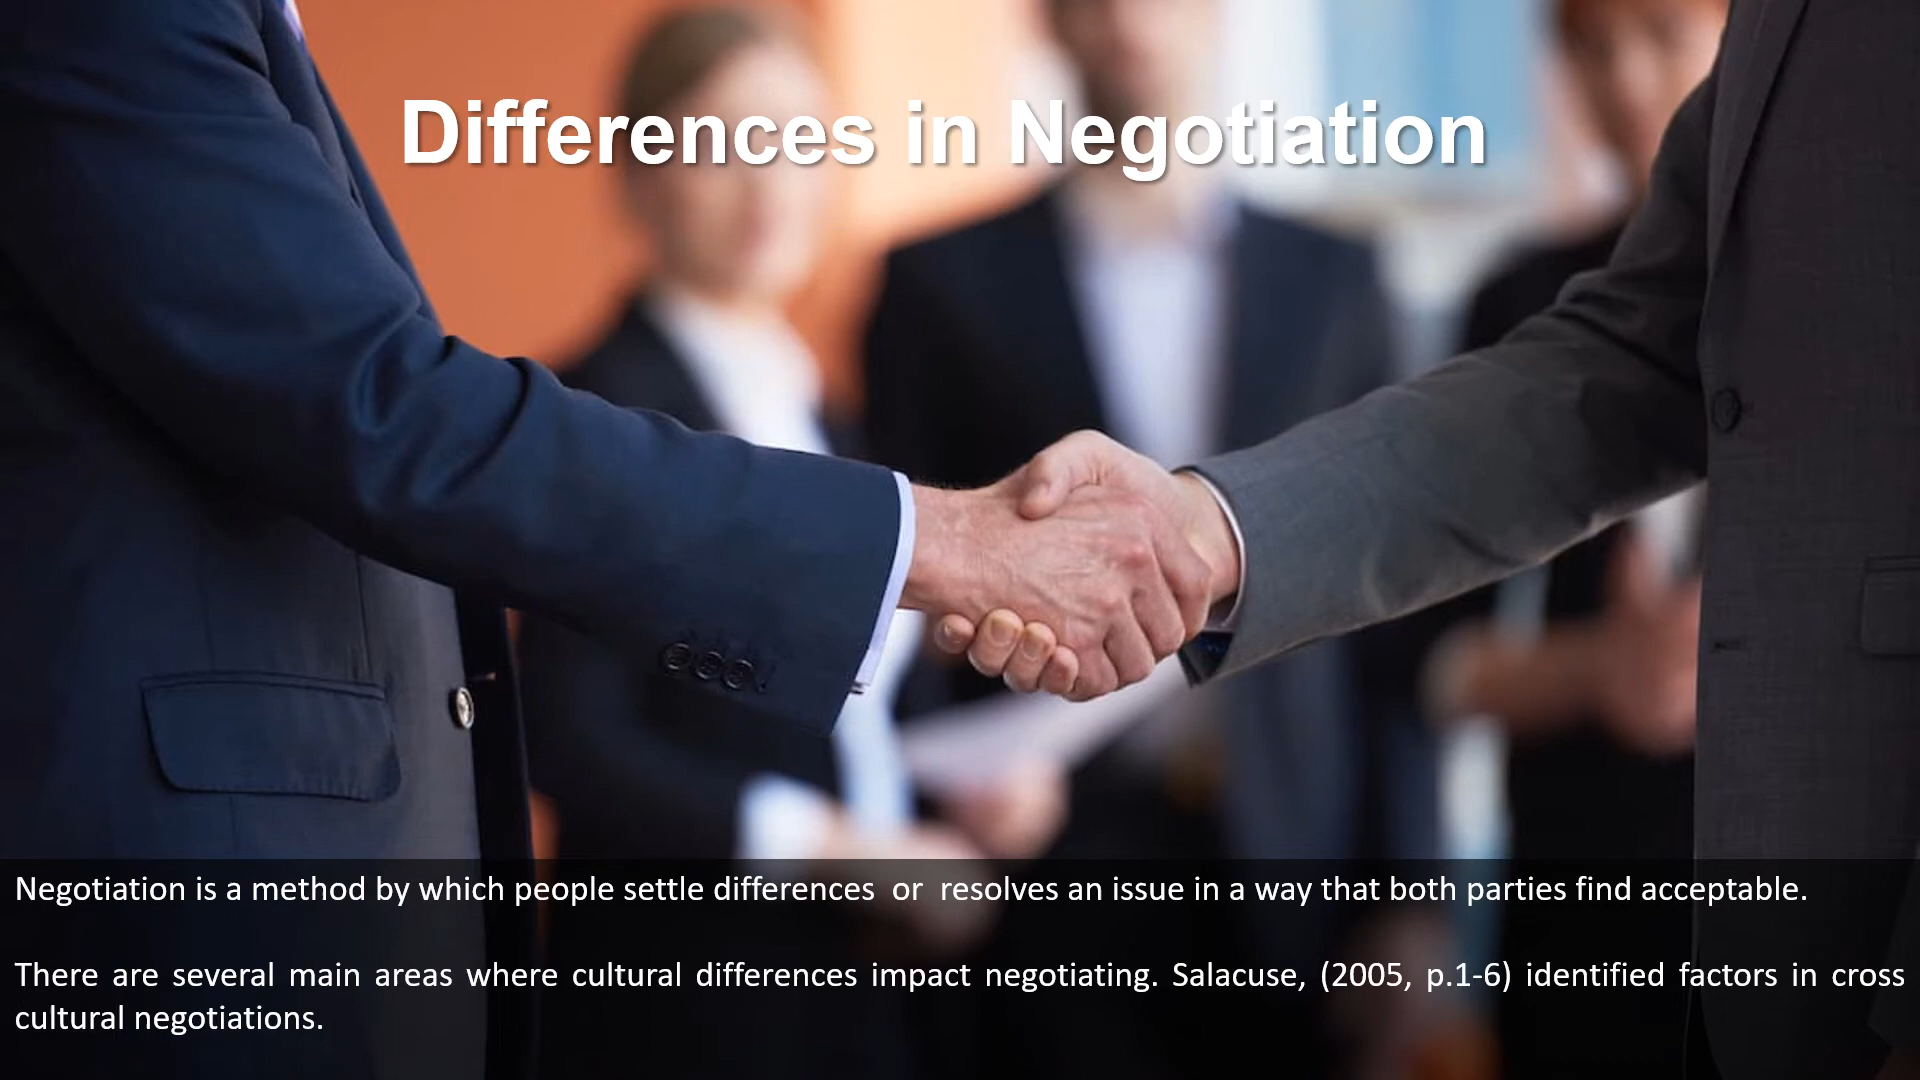 Differences in Negotiation
Negotiation is a method by which people settle differences  or  resolves an issue in a way that both parties find acceptable.
There are several main areas where cultural differences impact negotiating. Salacuse, (2005, p.1-6) identified factors in cross
cultural negotiations.